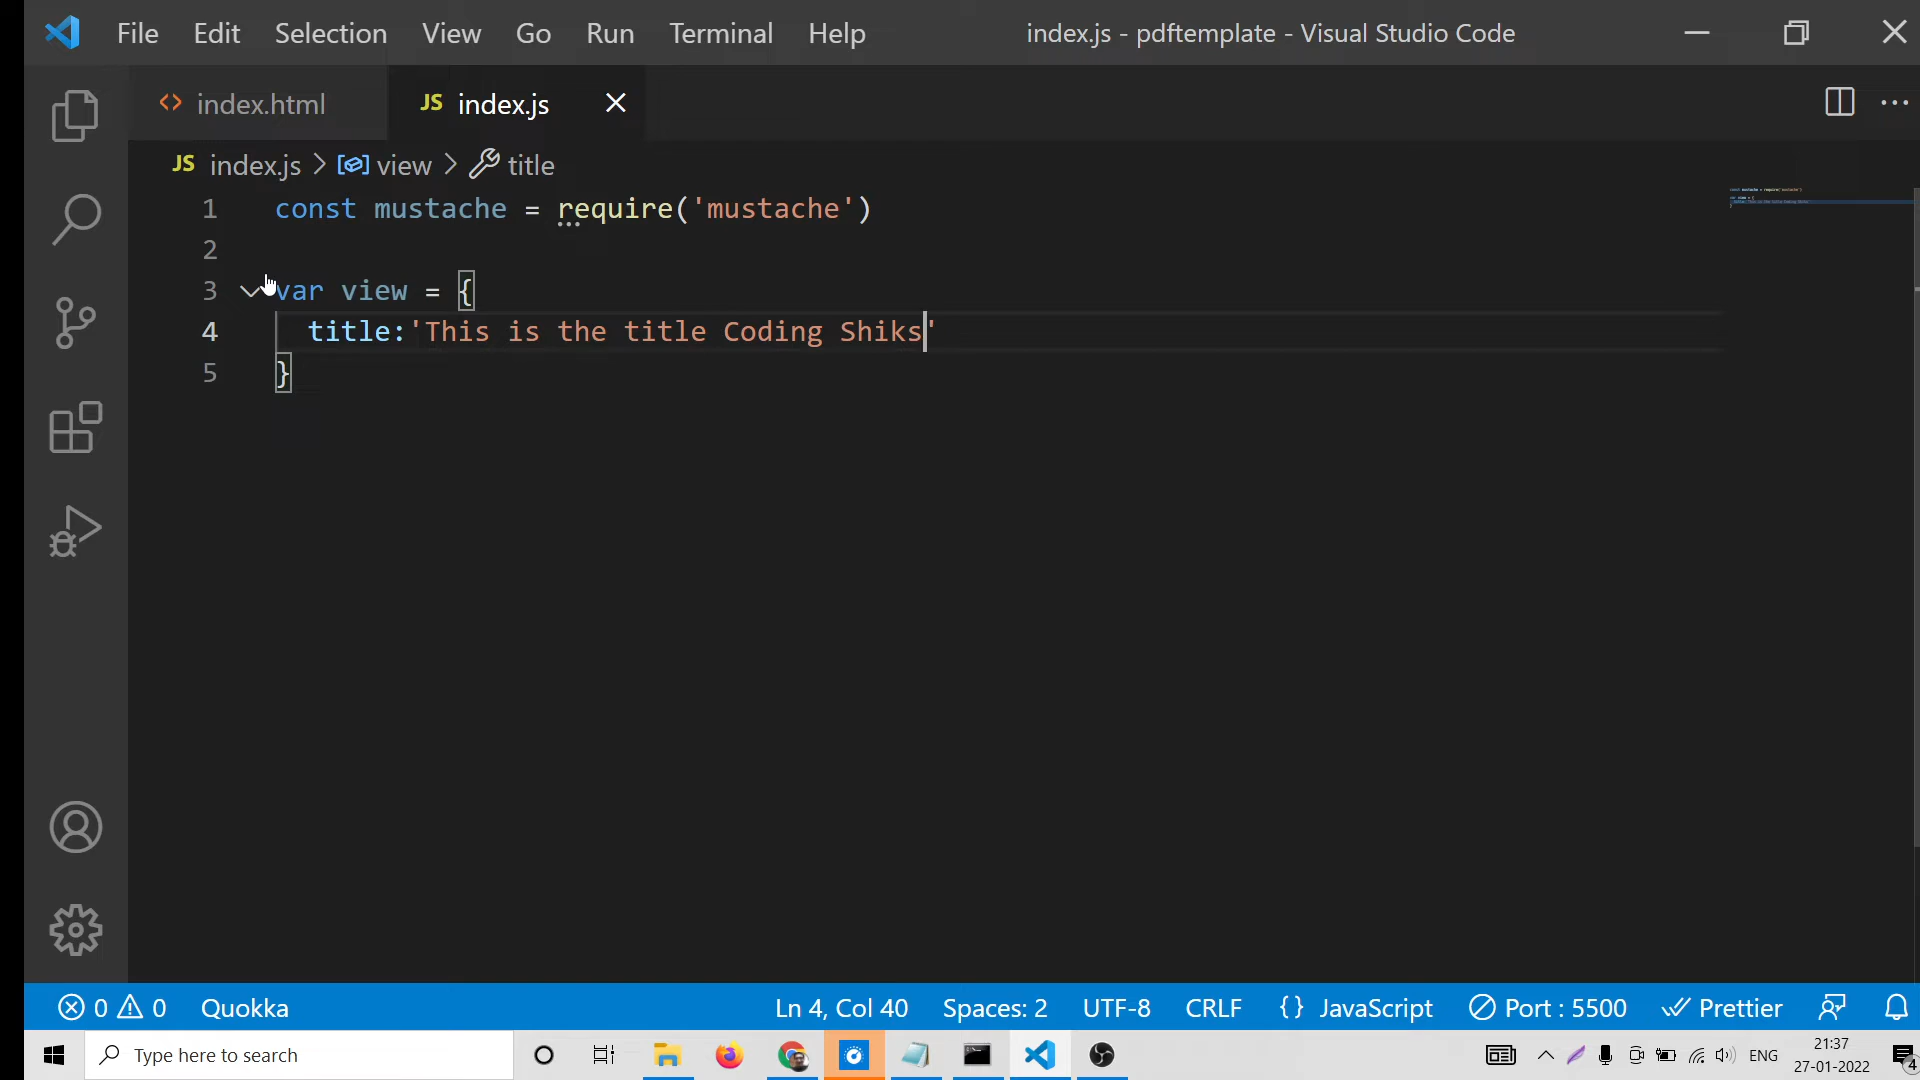 File Edit Selection View Go Run Terminal Help index.js - pdftemplate - Visual Studio Code
index.html JS index.js
JS index.js > view > title
1 const mustache = require('mustache')
2
3 var view = {
4 title:'This is the title Coding Shiks'
5 }
0 0 Quokka Ln 4, Col 40 Spaces: 2 UTF-8 CRLF {} JavaScript Port : 5500 Prettier
Type here to search ENG 21:37
27-01-2022 4